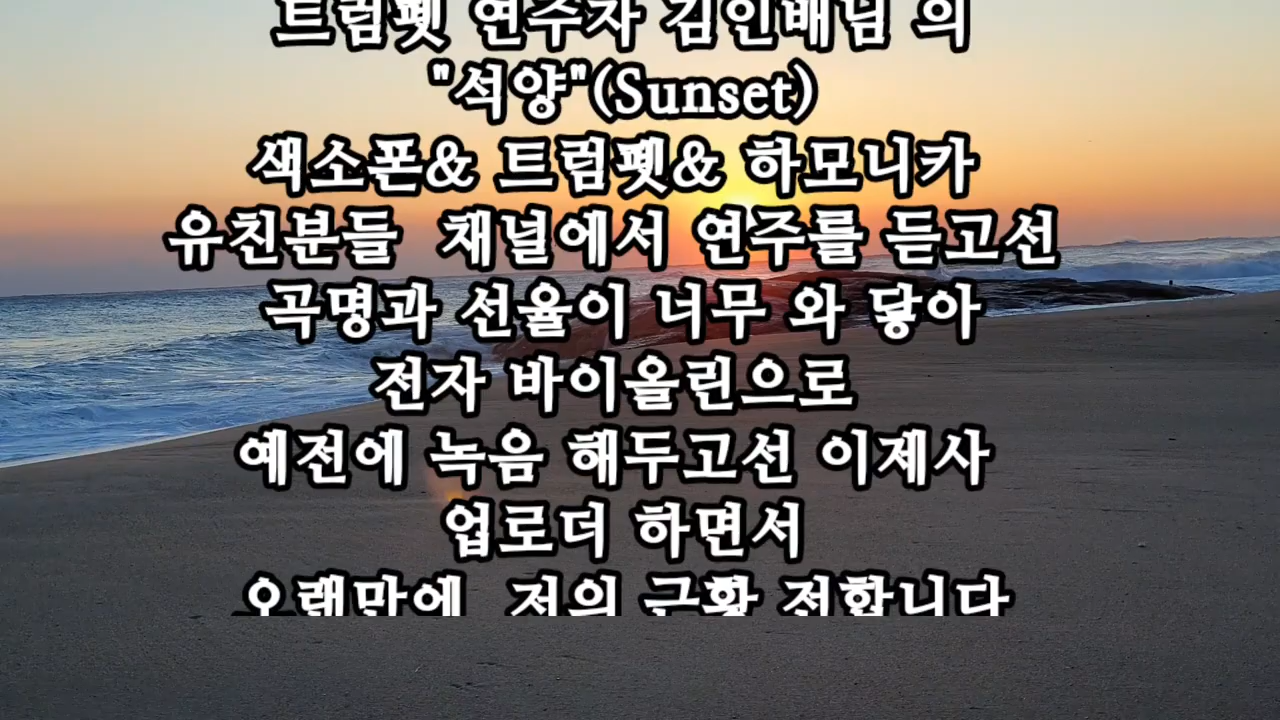 트럼펫 연주자 김인배님 의
"석양"(Sunset)
색소폰& 트럼펫& 하모니카
유친분들 채널에서 연주를 듣고선
곡명과 선율이 너무 와 닿아
전자 바이올린으로
예전에 녹음 해두고선 이제사
업로더 하면서
오랜만에 저의 근황 전합니다